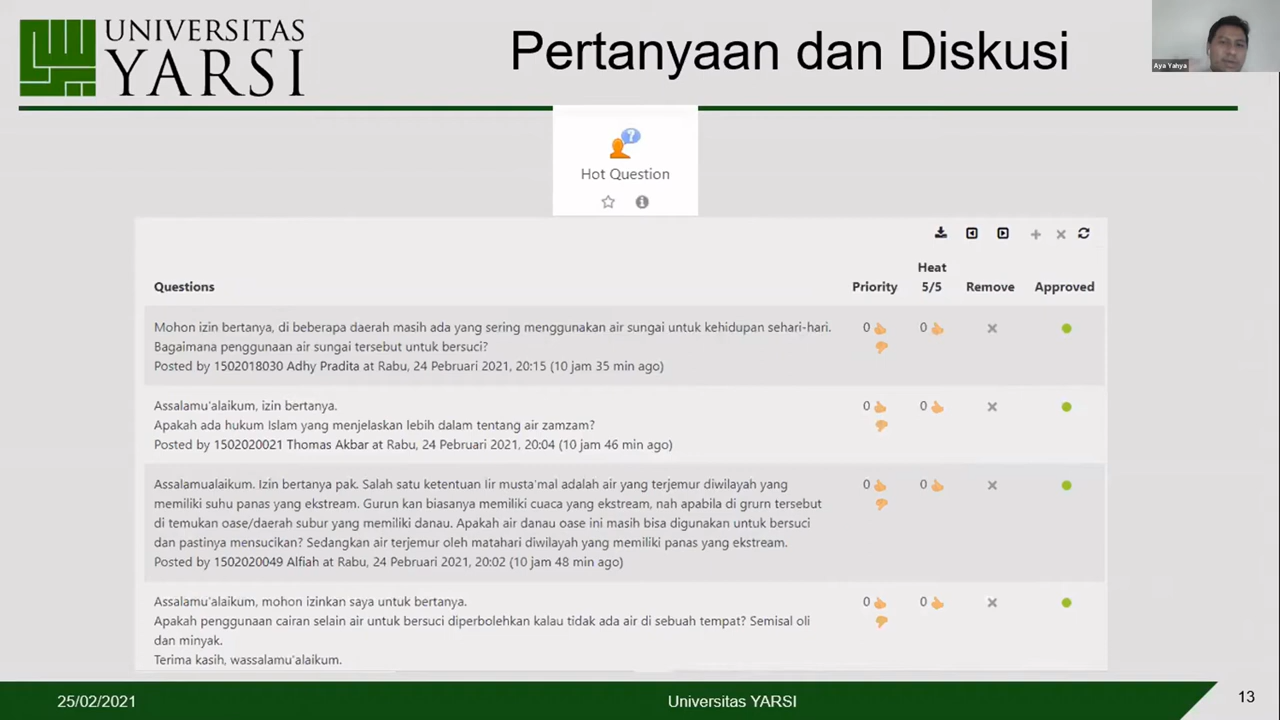 UNIVERSITAS
YARSI
Pertanyaan dan Diskusi
Aya Yahya
Hot Question
Heat
Questions Priority 5/5 Remove Approved
Mohon izin bertanya, di beberapa daerah masih ada yang sering menggunakan air sungai untuk kehidupan sehari-hari. 0 0
Bagaimana penggunaan air sungai tersebut untuk bersuci?
Posted by 1502018030 Adhy Pradita at Rabu, 24 Pebruari 2021, 20:15 (10 jam 35 min ago)
Assalamu'alaikum, izin bertanya. 0 0
Apakah ada hukum Islam yang menjelaskan lebih dalam tentang air zamzam?
Posted by 1502020021 Thomas Akbar at Rabu, 24 Pebruari 2021, 20:04 (10 jam 46 min ago)
Assalamualaikum. Izin bertanya pak. Salah satu ketentuan Iir musta'mal adalah air yang terjemur diwilayah yang 0 0
memiliki suhu panas yang ekstream. Gurun kan biasanya memiliki cuaca yang ekstream, nah apabila di grurn tersebut
di temukan oase/daerah subur yang memiliki danau. Apakah air danau oase ini masih bisa digunakan untuk bersuci
dan pastinya mensucikan? Sedangkan air terjemur oleh matahari diwilayah yang memiliki panas yang ekstream.
Posted by 1502020049 Alfiah at Rabu, 24 Pebruari 2021, 20:02 (10 jam 48 min ago)
Assalamu'alaikum, mohon izinkan saya untuk bertanya. 0 0
Apakah penggunaan cairan selain air untuk bersuci diperbolehkan kalau tidak ada air di sebuah tempat? Semisal oli
dan minyak.
Terima kasih, wassalamu'alaikum.
25/02/2021 Universitas YARSI 13